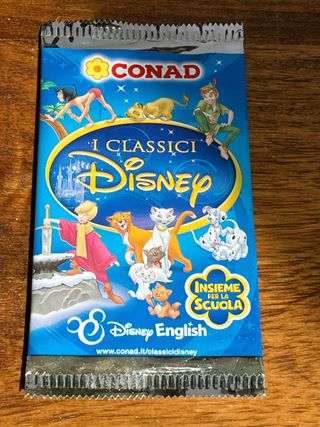 CONAD
I CLASSICI
DISNEY
INSIEME
PER LA
SCUOLA
DISNEY English
www.conad.it/classicidisney